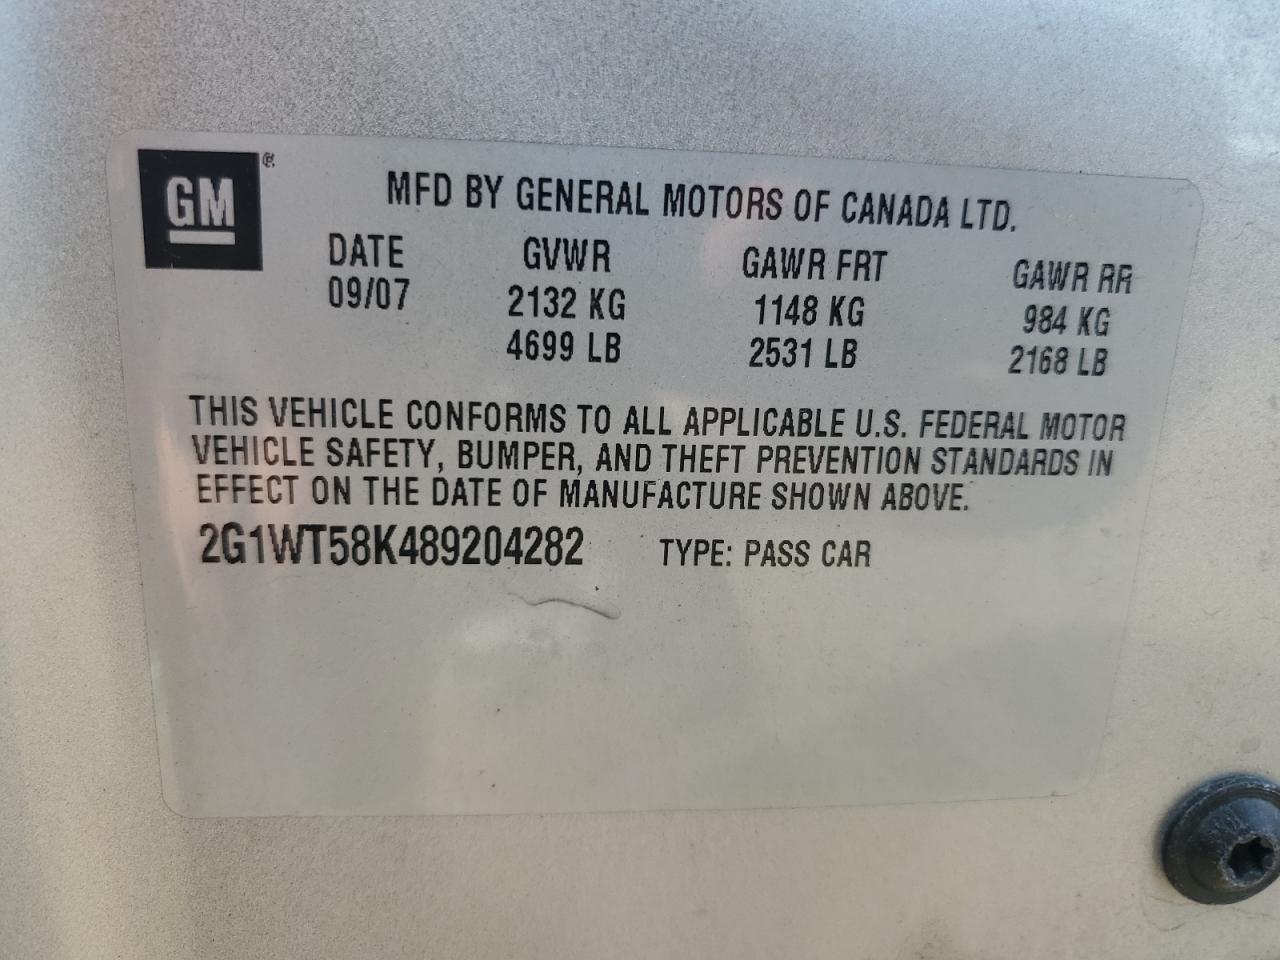 GM ®
MFD BY GENERAL MOTORS OF CANADA LTD.
DATE GVWR GAWR FRT GAWR RR
09/07 2132 KG 1148 KG 984 KG
4699 LB 2531 LB 2168 LB
THIS VEHICLE CONFORMS TO ALL APPLICABLE U.S. FEDERAL MOTOR
VEHICLE SAFETY, BUMPER, AND THEFT PREVENTION STANDARDS IN
EFFECT ON THE DATE OF MANUFACTURE SHOWN ABOVE.
2G1WT58K489204282 TYPE: PASS CAR